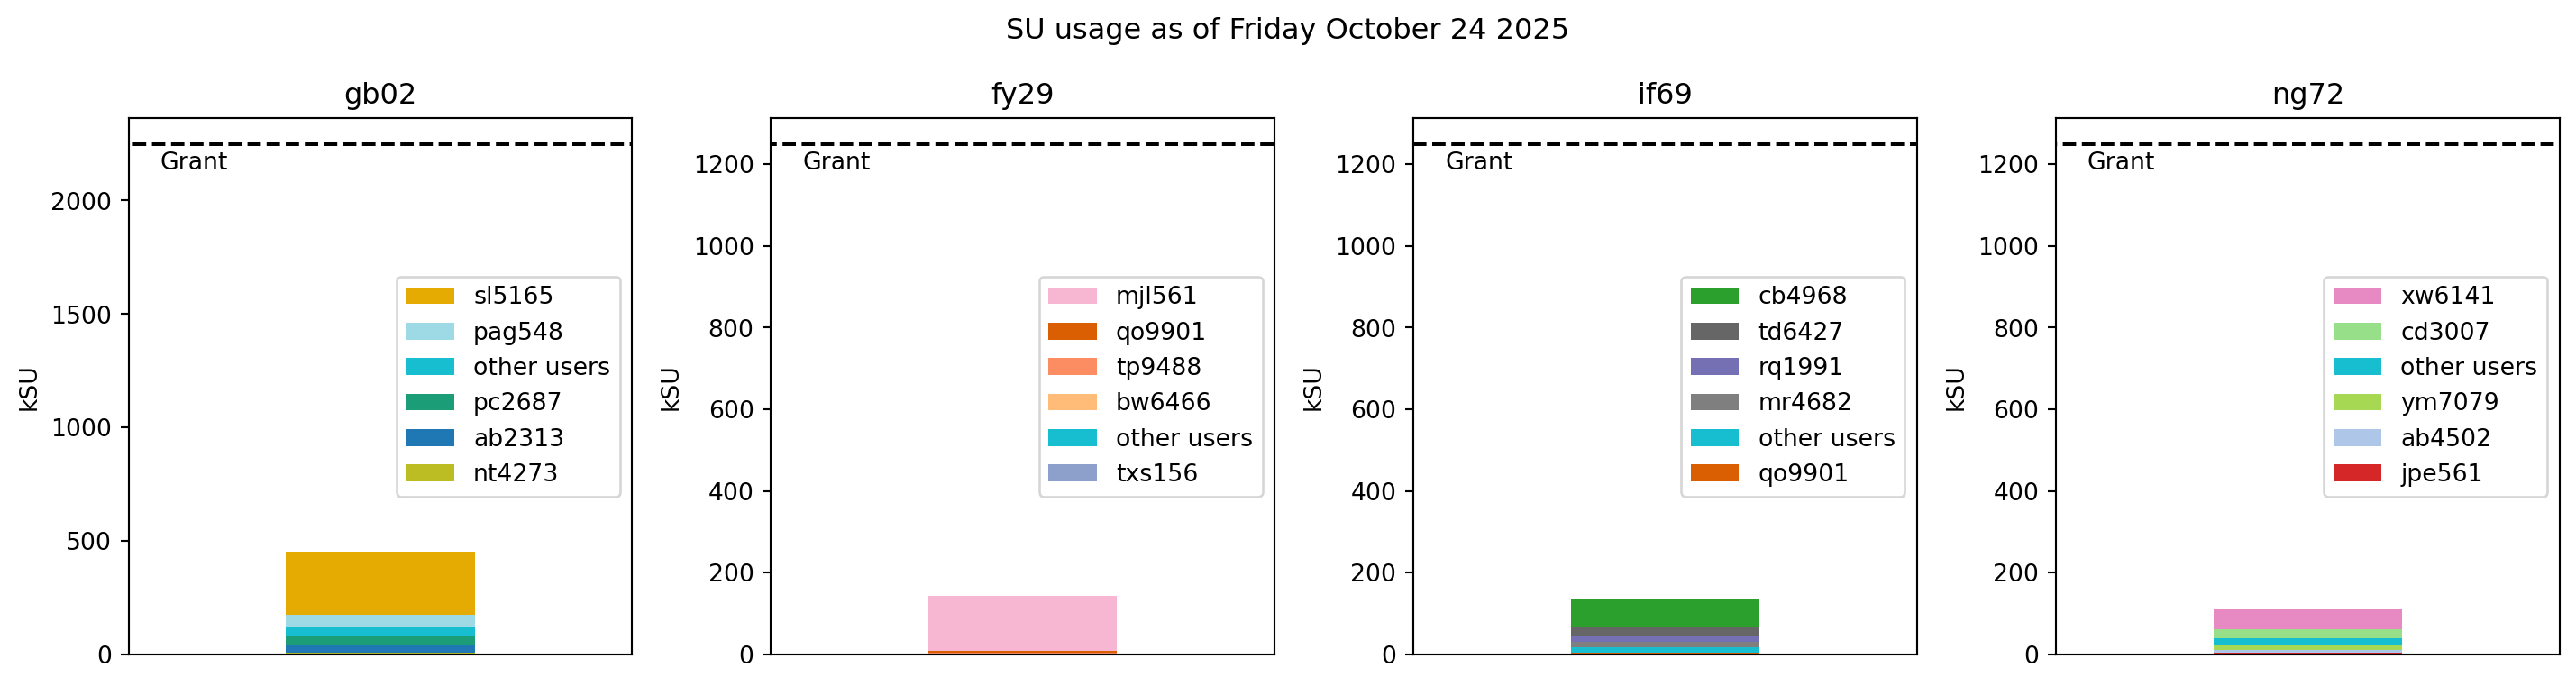 SU usage as of Friday October 24 2025
gb02
Grant
2000
1500
1000
500
0
kSU
sl5165
pag548
other users
pc2687
ab2313
nt4273
fy29
Grant
1200
1000
800
600
400
200
0
kSU
mjl561
qo9901
tp9488
bw6466
other users
txs156
if69
Grant
1200
1000
800
600
400
200
0
kSU
cb4968
td6427
rq1991
mr4682
other users
qo9901
ng72
Grant
1200
1000
800
600
400
200
0
kSU
xw6141
cd3007
other users
ym7079
ab4502
jpe561